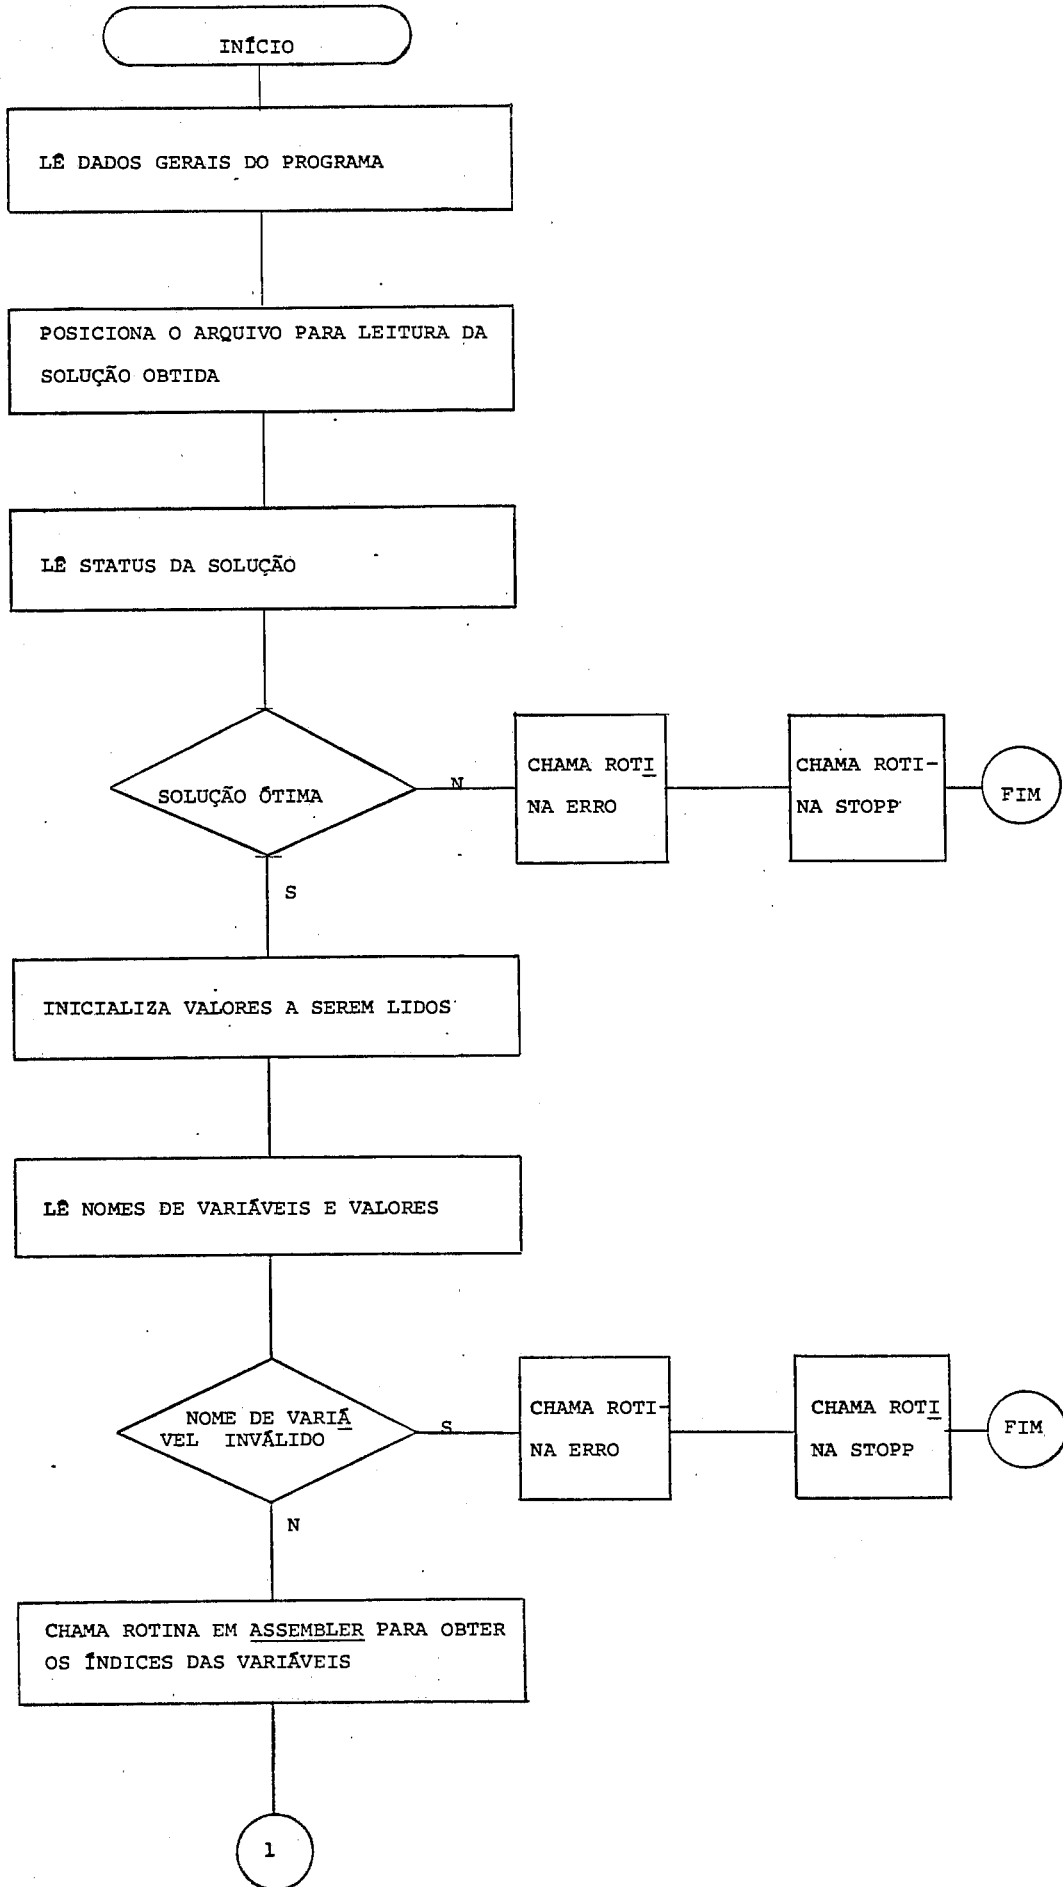 INÍCIO
LÊ DADOS GERAIS DO PROGRAMA
POSICIONA O ARQUIVO PARA LEITURA DA
SOLUÇÃO OBTIDA
LÊ STATUS DA SOLUÇÃO
SOLUÇÃO ÓTIMA
N
CHAMA ROTI
NA ERRO
CHAMA ROTI-
NA STOPP
FIM
S
INICIALIZA VALORES A SEREM LIDOS
LÊ NOMES DE VARIÁVEIS E VALORES
NOME DE VARIÁ
VEL INVÁLIDO
S
CHAMA ROTI-
NA ERRO
CHAMA ROTI
NA STOPP
FIM
N
CHAMA ROTINA EM ASSEMBLER PARA OBTER
OS ÍNDICES DAS VARIÁVEIS
1